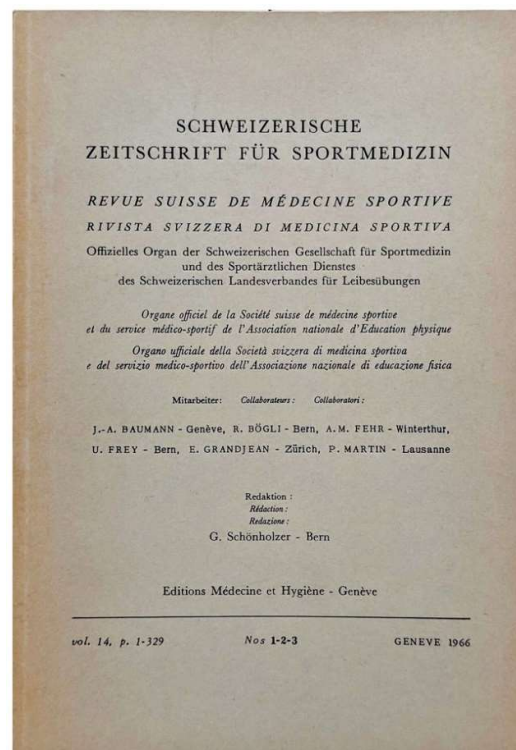 SCHWEIZERISCHE
ZEITSCHRIFT FÜR SPORTMEDIZIN
REVUE SUISSE DE MÉDECINE SPORTIVE
RIVISTA SVIZZERA DI MEDICINA SPORTIVA
Offizielles Organ der Schweizerischen Gesellschaft für Sportmedizin
und des Sportärztlichen Dienstes
des Schweizerischen Landesverbandes für Leibesübungen
Organe officiel de la Société suisse de médecine sportive
et du service médico-sportif de l'Association nationale d'Education physique
Organo ufficiale della Società svizzera di medicina sportiva
e del servizio medico-sportivo dell'Associazione nazionale di educazione fisica
Mitarbeiter: Collaborateurs: Collaboratori:
J.-A. BAUMANN - Genève, R. BÖGLI - Bern, A.M. FEHR - Winterthur,
U. FREY - Bern, E. GRANDJEAN - Zürich, P. MARTIN - Lausanne
Redaktion :
Rédaction :
Redazione :
G. Schönholzer - Bern
Editions Médecine et Hygiène - Genève
vol. 14, p. 1-329 Nos 1-2-3 GENEVE 1966